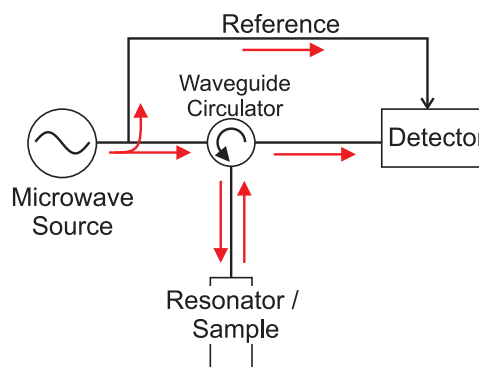 Reference
Waveguide
Circulator
Detector
Microwave
Source
Resonator /
Sample